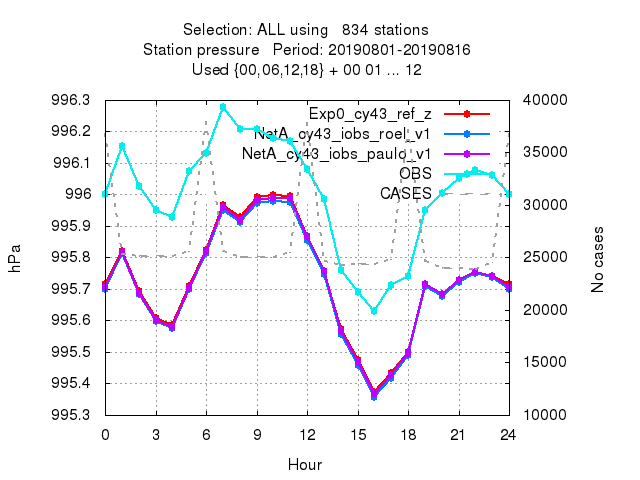 Selection: ALL using   834 stations
Station pressure   Period: 20190801-20190816
Used {00,06,12,18} + 00 01 ... 12
996.3
996.2
996.1
996
995.9
995.8
995.7
995.6
995.5
995.4
995.3
hPa
Exp0_cy43_ref_z
NetA_cy43_iobs_roel_v1
NetA_cy43_iobs_paulo_v1
OBS
CASES
40000
35000
30000
25000
20000
15000
10000
No cases
0 3 6 9 12 15 18 21 24
Hour